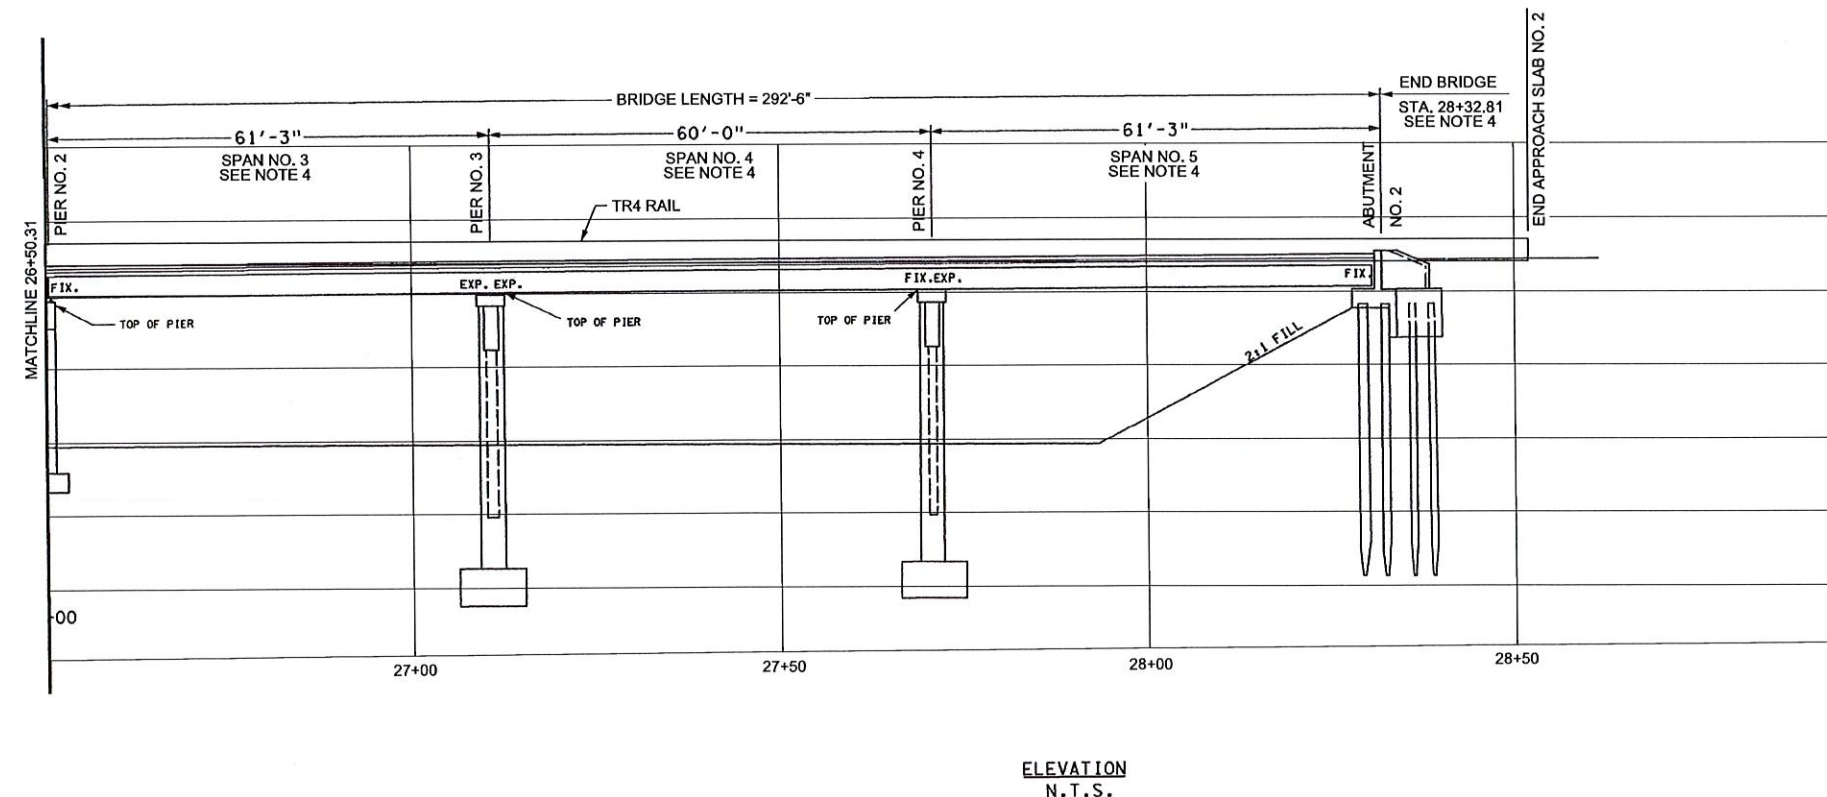 BRIDGE LENGTH = 292'-6"
END BRIDGE
STA. 28+32.81
SEE NOTE 4
END APPROACH SLAB NO. 2
61'-3"
60'-0"
61'-3"
PIER NO. 2
SPAN NO. 3
SEE NOTE 4
PIER NO. 3
SPAN NO. 4
SEE NOTE 4
PIER NO. 4
SPAN NO. 5
SEE NOTE 4
ABUTMENT
NO. 2
TR4 RAIL
MATCHLINE 26+50.31
FIX.
EXP. EXP.
FIX.EXP.
FIX.
TOP OF PIER
TOP OF PIER
TOP OF PIER
2:1 FILL
00
27+00
27+50
28+00
28+50
ELEVATION
N.T.S.